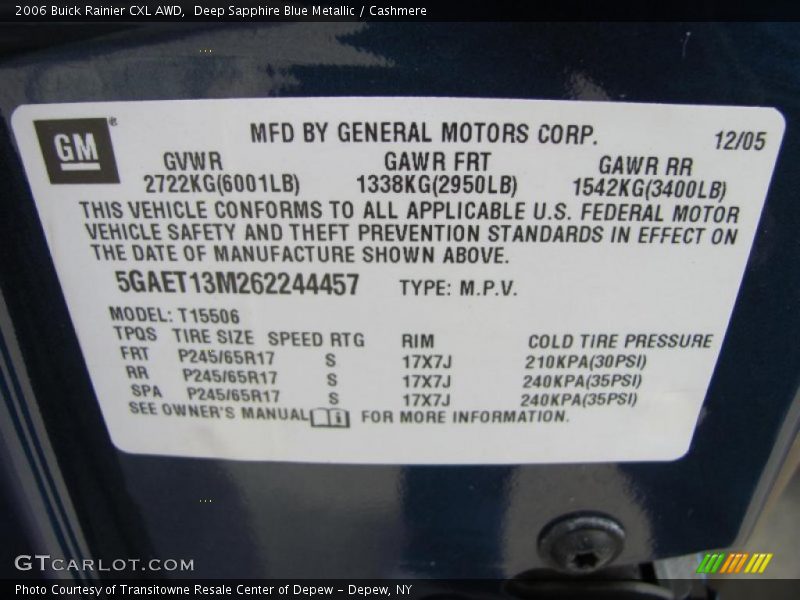 2006 Buick Rainier CXL AWD,  Deep Sapphire Blue Metallic / Cashmere
GM®
MFD BY GENERAL MOTORS CORP.
12/05
GVWR GAWR FRT GAWR RR
2722KG(6001LB) 1338KG(2950LB) 1542KG(3400LB)
THIS VEHICLE CONFORMS TO ALL APPLICABLE U.S. FEDERAL MOTOR
VEHICLE SAFETY AND THEFT PREVENTION STANDARDS IN EFFECT ON
THE DATE OF MANUFACTURE SHOWN ABOVE.
5GAET13M262244457 TYPE: M.P.V.
MODEL: T15506
TPQS TIRE SIZE SPEED RTG RIM COLD TIRE PRESSURE
FRT P245/65R17 S 17X7J 210KPA(30PSI)
RR P245/65R17 S 17X7J 240KPA(35PSI)
SPA P245/65R17 S 17X7J 240KPA(35PSI)
SEE OWNER'S MANUAL i FOR MORE INFORMATION.
GTCARLOT.COM
Photo Courtesy of Transitowne Resale Center of Depew – Depew, NY